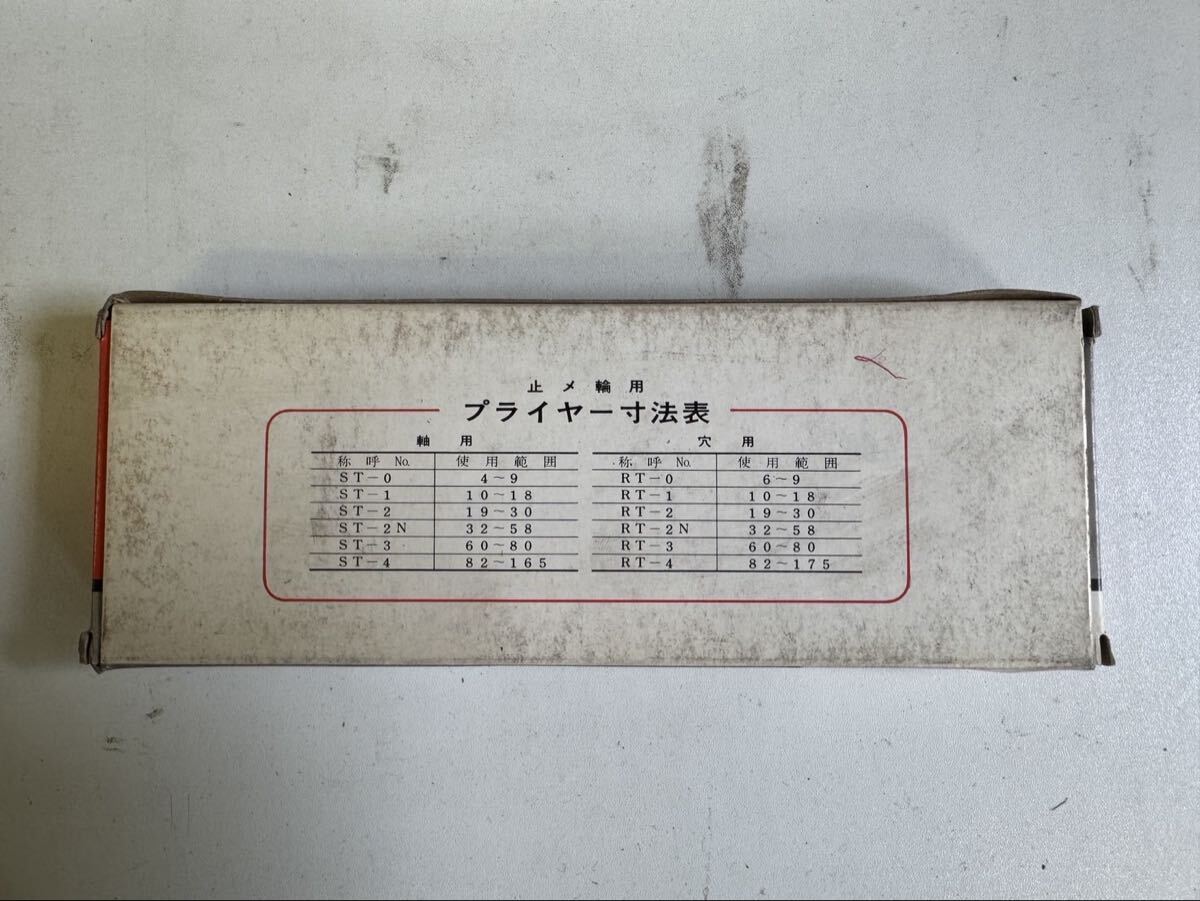 止メ輪用
プライヤー寸法表
軸用
称呼No. 使用範囲
ST-0 4~9
ST-1 10~18
ST-2 19~30
ST-2N 32~58
ST-3 60~80
ST-4 82~165
穴用
称呼No. 使用範囲
RT-0 6~9
RT-1 10~18
RT-2 19~30
RT-2N 32~58
RT-3 60~80
RT-4 82~175